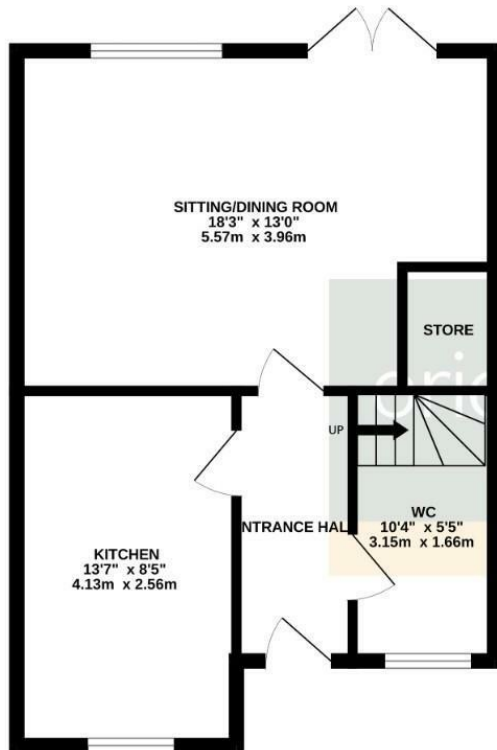 SITTING/DINING ROOM
18'3" x 13'0"
5.57m x 3.96m
STORE
UP
WC
10'4" x 5'5"
3.15m x 1.66m
NTRANCE HAL
KITCHEN
13'7" x 8'5"
4.13m x 2.56m